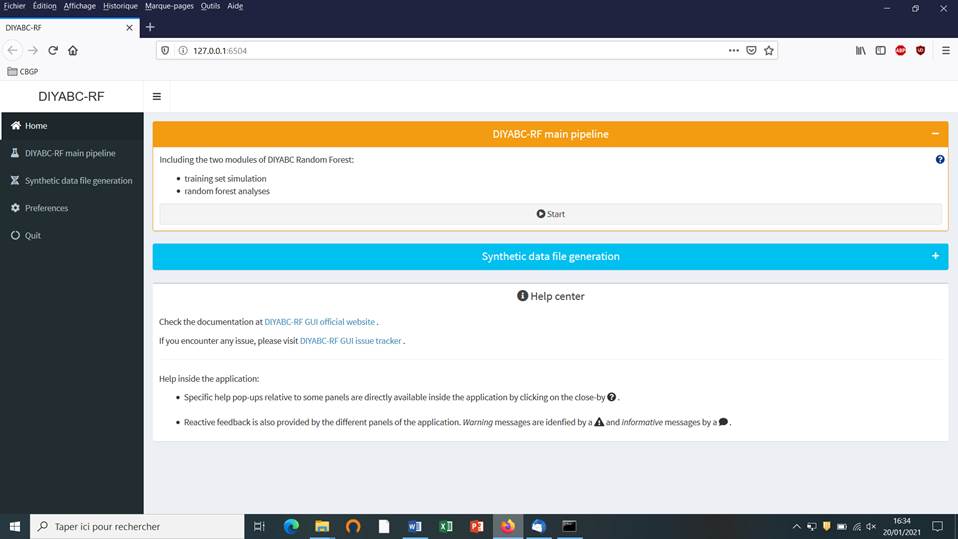 Fichier Édition Affichage Historique Marque-pages Outils Aide
DIYABC-RF
127.0.0.1:6504
ABP
CBGP
DIYABC-RF
Home
DIYABC-RF main pipeline
Synthetic data file generation
Preferences
Quit
DIYABC-RF main pipeline
Including the two modules of DIYABC Random Forest:
training set simulation
random forest analyses
Start
Synthetic data file generation
Help center
Check the documentation at DIYABC-RF GUI official website .
If you encounter any issue, please visit DIYABC-RF GUI issue tracker .
Help inside the application:
Specific help pop-ups relative to some panels are directly available inside the application by clicking on the close-by ? .
Reactive feedback is also provided by the different panels of the application. Warning messages are idenfied by a and informative messages by a .
Taper ici pour rechercher
16:34
20/01/2021